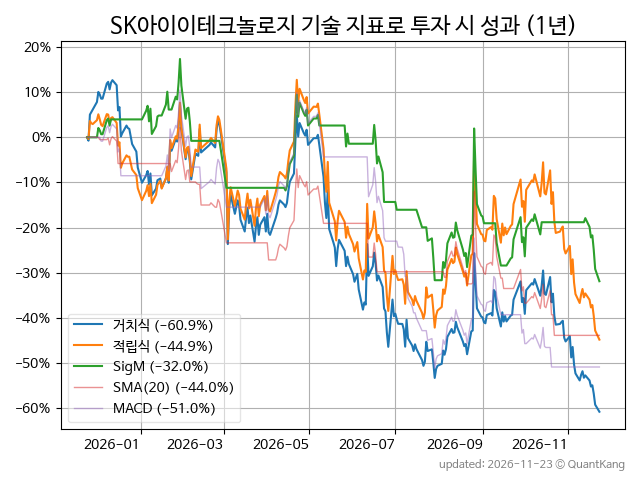 SK아이이테크놀로지 기술 지표로 투자 시 성과 (1년)
20%
10%
0%
−10%
−20%
−30%
−40%
−50%
−60%
거치식 (−60.9%)
적립식 (−44.9%)
SigM (−32.0%)
SMA(20) (−44.0%)
MACD (−51.0%)
2026-01
2026-03
2026-05
2026-07
2026-09
2026-11
updated: 2026-11-23 ⓒ QuantKang